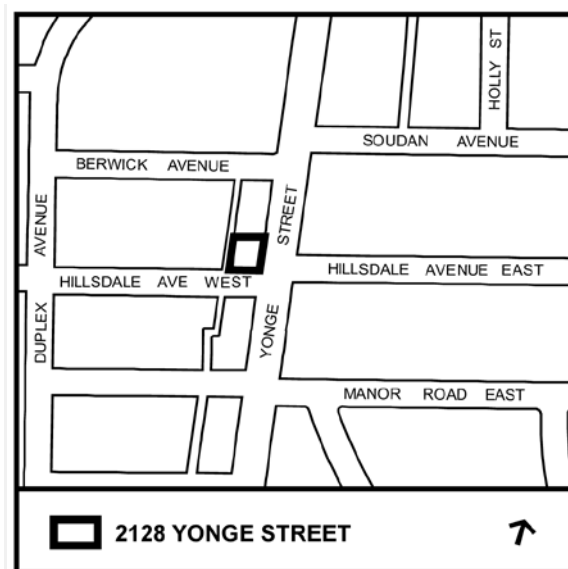 HOLLY ST
SOUDAN AVENUE
BERWICK AVENUE
DUPLEX AVENUE
YONGE STREET
HILLSDALE AVE WEST
HILLSDALE AVENUE EAST
MANOR ROAD EAST
2128 YONGE STREET